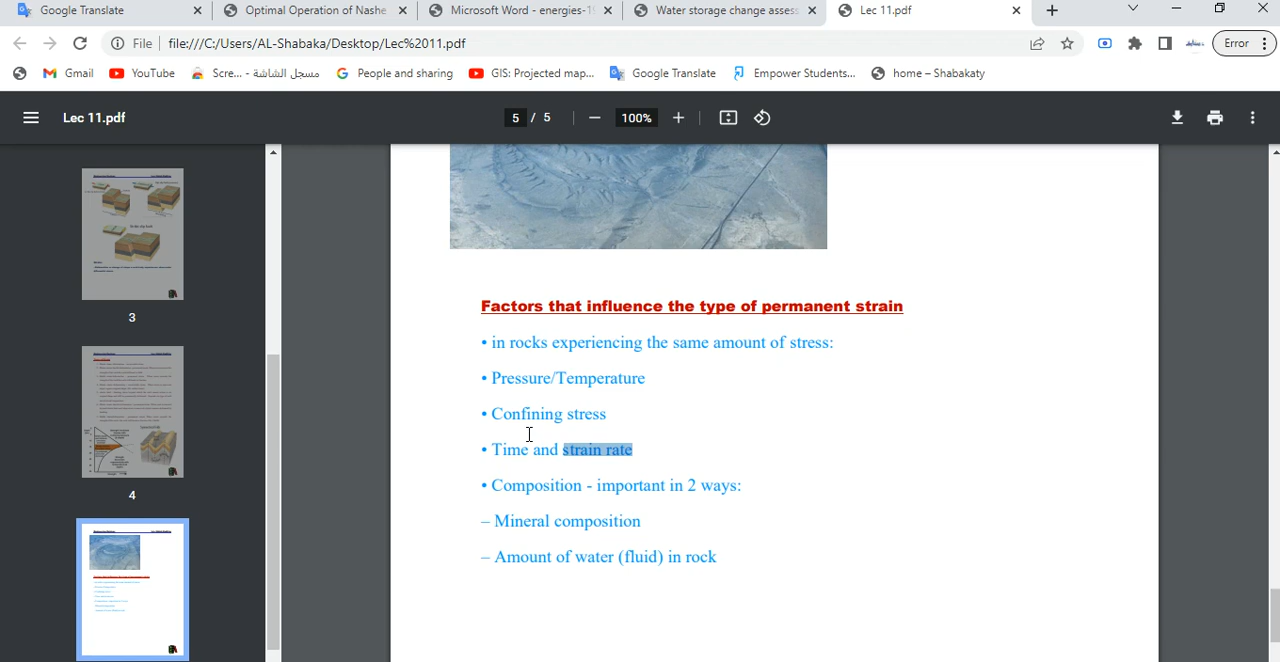 Google Translate
Optimal Operation of Nashe
Microsoft Word - energies-1
Water storage change assess
Lec 11.pdf
File
file:///C:/Users/AL-Shabaka/Desktop/Lec%2011.pdf
Error
Gmail
YouTube
Scre... - مسجل الشاشة
People and sharing
GIS: Projected map...
Google Translate
Empower Students...
home – Shabakaty
Lec 11.pdf
5 / 5
100%
3
4
Factors that influence the type of permanent strain
• in rocks experiencing the same amount of stress:
• Pressure/Temperature
• Confining stress
• Time and strain rate
• Composition - important in 2 ways:
– Mineral composition
– Amount of water (fluid) in rock